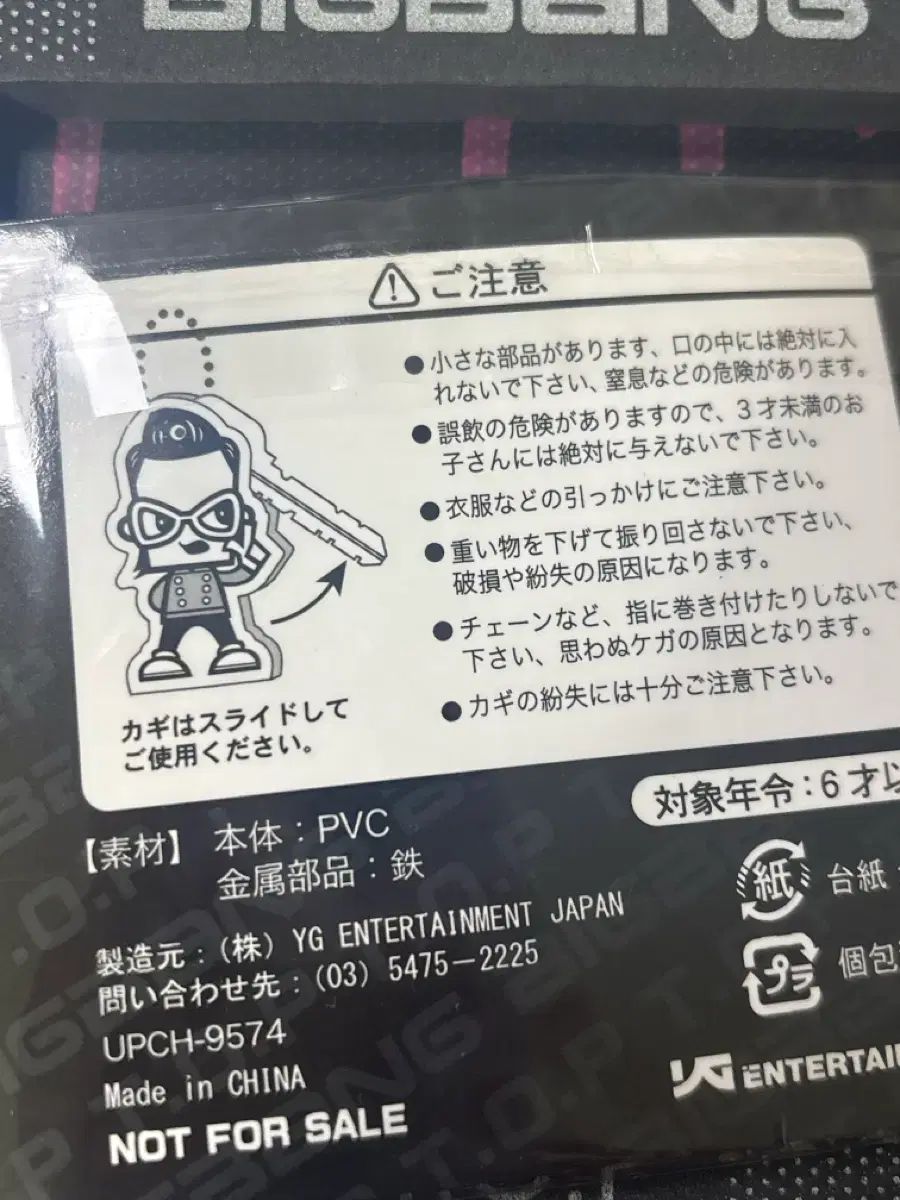 BIGBANG
ご注意
●小さな部品があります、口の中には絶対に入
れないで下さい、窒息などの危険があります。
●誤飲の危険がありますので、3才未満のお
子さんには絶対に与えないで下さい。
●衣服などの引っかけにご注意下さい。
●重い物を下げて振り回さないで下さい、
破損や紛失の原因になります。
●チェーンなど、指に巻き付けたりしないで
下さい、思わぬケガの原因となります。
●カギの紛失には十分ご注意下さい。
カギはスライドして
ご使用ください。
対象年令:6才以
【素材】 本体:PVC
金属部品:鉄
紙 台紙
プラ 個包
製造元:(株) YG ENTERTAINMENT JAPAN
問い合わせ先:(03) 5475-2225
UPCH-9574
Made in CHINA
NOT FOR SALE
YG ENTERTAI